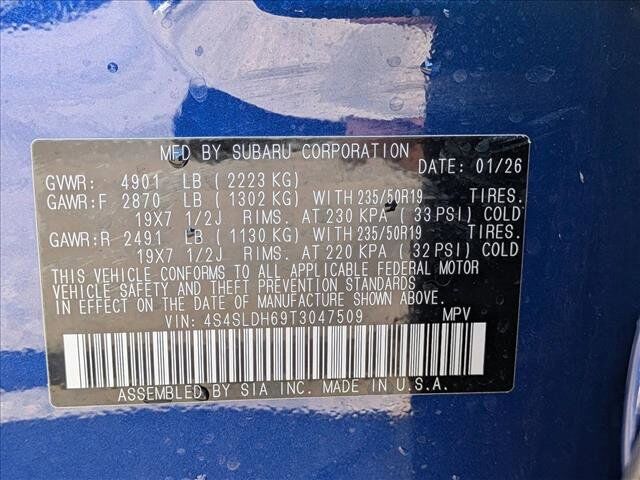 MFD BY SUBARU CORPORATION
DATE: 01/26
GVWR: 4901 LB ( 2223 KG)
GAWR:F 2870 LB ( 1302 KG) WITH 235/50R19 TIRES.
19X7 1/2J RIMS. AT 230 KPA ( 33 PSI) COLD
GAWR:R 2491 LB ( 1130 KG) WITH 235/50R19 TIRES.
19X7 1/2J RIMS. AT 220 KPA ( 32 PSI) COLD
THIS VEHICLE CONFORMS TO ALL APPLICABLE FEDERAL MOTOR
VEHICLE SAFETY AND THEFT PREVENTION STANDARDS
IN EFFECT ON THE DATE OF MANUFACTURE SHOWN ABOVE.
VIN: 4S4SLDH69T3047509 MPV
ASSEMBLED BY SIA INC. MADE IN U.S.A.